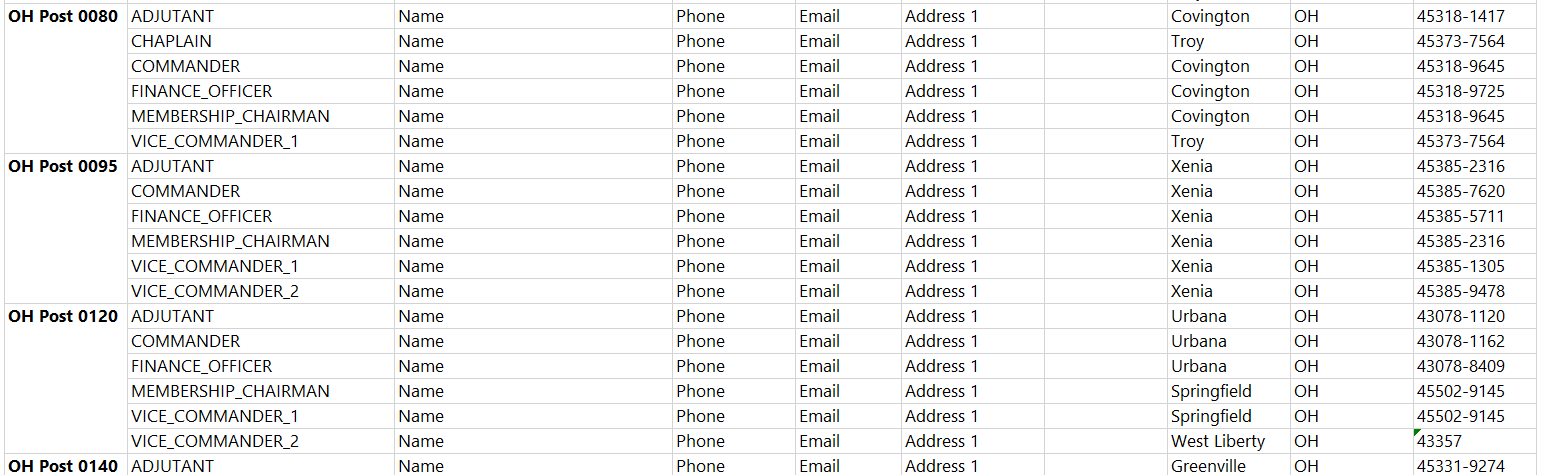 OH Post 0080 ADJUTANT Name Phone Email Address 1 Covington OH 45318-1417
CHAPLAIN Name Phone Email Address 1 Troy OH 45373-7564
COMMANDER Name Phone Email Address 1 Covington OH 45318-9645
FINANCE_OFFICER Name Phone Email Address 1 Covington OH 45318-9725
MEMBERSHIP_CHAIRMAN Name Phone Email Address 1 Covington OH 45318-9645
VICE_COMMANDER_1 Name Phone Email Address 1 Troy OH 45373-7564
OH Post 0095 ADJUTANT Name Phone Email Address 1 Xenia OH 45385-2316
COMMANDER Name Phone Email Address 1 Xenia OH 45385-7620
FINANCE_OFFICER Name Phone Email Address 1 Xenia OH 45385-5711
MEMBERSHIP_CHAIRMAN Name Phone Email Address 1 Xenia OH 45385-2316
VICE_COMMANDER_1 Name Phone Email Address 1 Xenia OH 45385-1305
VICE_COMMANDER_2 Name Phone Email Address 1 Xenia OH 45385-9478
OH Post 0120 ADJUTANT Name Phone Email Address 1 Urbana OH 43078-1120
COMMANDER Name Phone Email Address 1 Urbana OH 43078-1162
FINANCE_OFFICER Name Phone Email Address 1 Urbana OH 43078-8409
MEMBERSHIP_CHAIRMAN Name Phone Email Address 1 Springfield OH 45502-9145
VICE_COMMANDER_1 Name Phone Email Address 1 Springfield OH 45502-9145
VICE_COMMANDER_2 Name Phone Email Address 1 West Liberty OH 43357
OH Post 0140 ADJUTANT Name Phone Email Address 1 Greenville OH 45331-9274